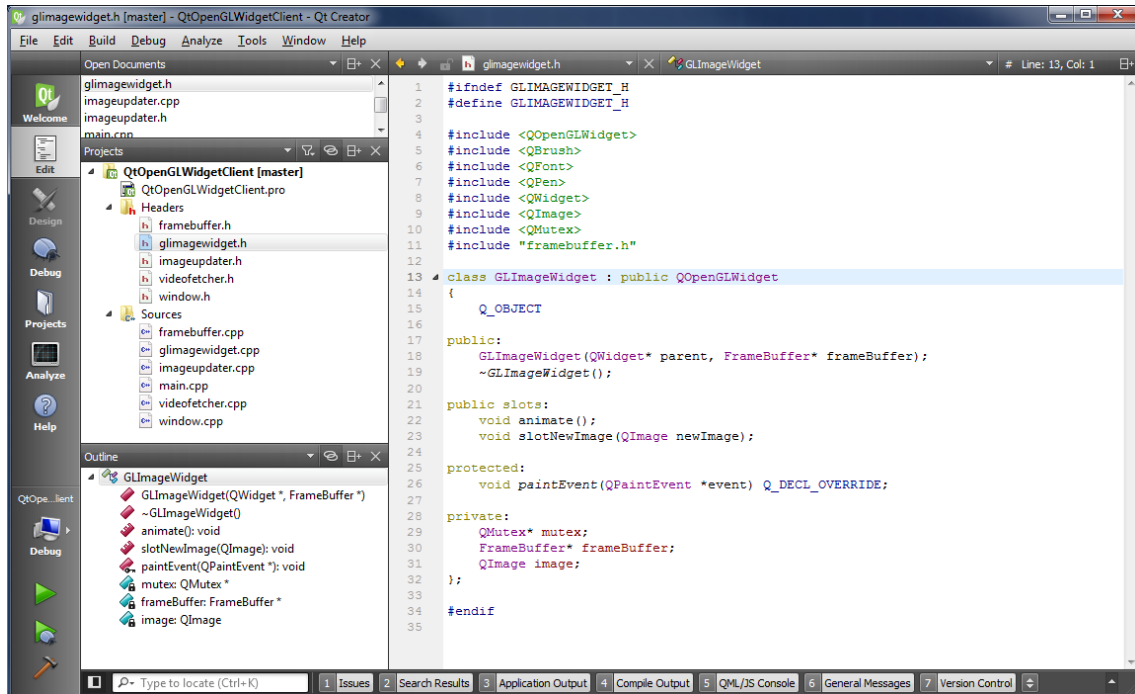 glimagewidget.h [master] - QtOpenGLWidgetClient - Qt Creator
File Edit Build Debug Analyze Tools Window Help
Open Documents
glimagewidget.h
imageupdater.cpp
imageupdater.h
main.cpp
Welcome
Edit
Design
Debug
Projects
Analyze
Help
QtOpe...lient
Debug
Projects
QtOpenGLWidgetClient [master]
QtOpenGLWidgetClient.pro
Headers
framebuffer.h
glimagewidget.h
imageupdater.h
videofetcher.h
window.h
Sources
framebuffer.cpp
glimagewidget.cpp
imageupdater.cpp
main.cpp
videofetcher.cpp
window.cpp
Outline
GLImageWidget
GLImageWidget(QWidget *, FrameBuffer *)
~GLImageWidget()
animate(): void
slotNewImage(QImage): void
paintEvent(QPaintEvent *): void
mutex: QMutex *
frameBuffer: FrameBuffer *
image: QImage
glimagewidget.h GLImageWidget # Line: 13, Col: 1
1 #ifndef GLIMAGEWIDGET_H
2 #define GLIMAGEWIDGET_H
3
4 #include <QOpenGLWidget>
5 #include <QBrush>
6 #include <QFont>
7 #include <QPen>
8 #include <QWidget>
9 #include <QImage>
10 #include <QMutex>
11 #include "framebuffer.h"
12
13 class GLImageWidget : public QOpenGLWidget
14 {
15 Q_OBJECT
16
17 public:
18 GLImageWidget(QWidget* parent, FrameBuffer* frameBuffer);
19 ~GLImageWidget();
20
21 public slots:
22 void animate();
23 void slotNewImage(QImage newImage);
24
25 protected:
26 void paintEvent(QPaintEvent *event) Q_DECL_OVERRIDE;
27
28 private:
29 QMutex* mutex;
30 FrameBuffer* frameBuffer;
31 QImage image;
32 };
33
34 #endif
35
Type to locate (Ctrl+K) 1 Issues 2 Search Results 3 Application Output 4 Compile Output 5 QML/JS Console 6 General Messages 7 Version Control